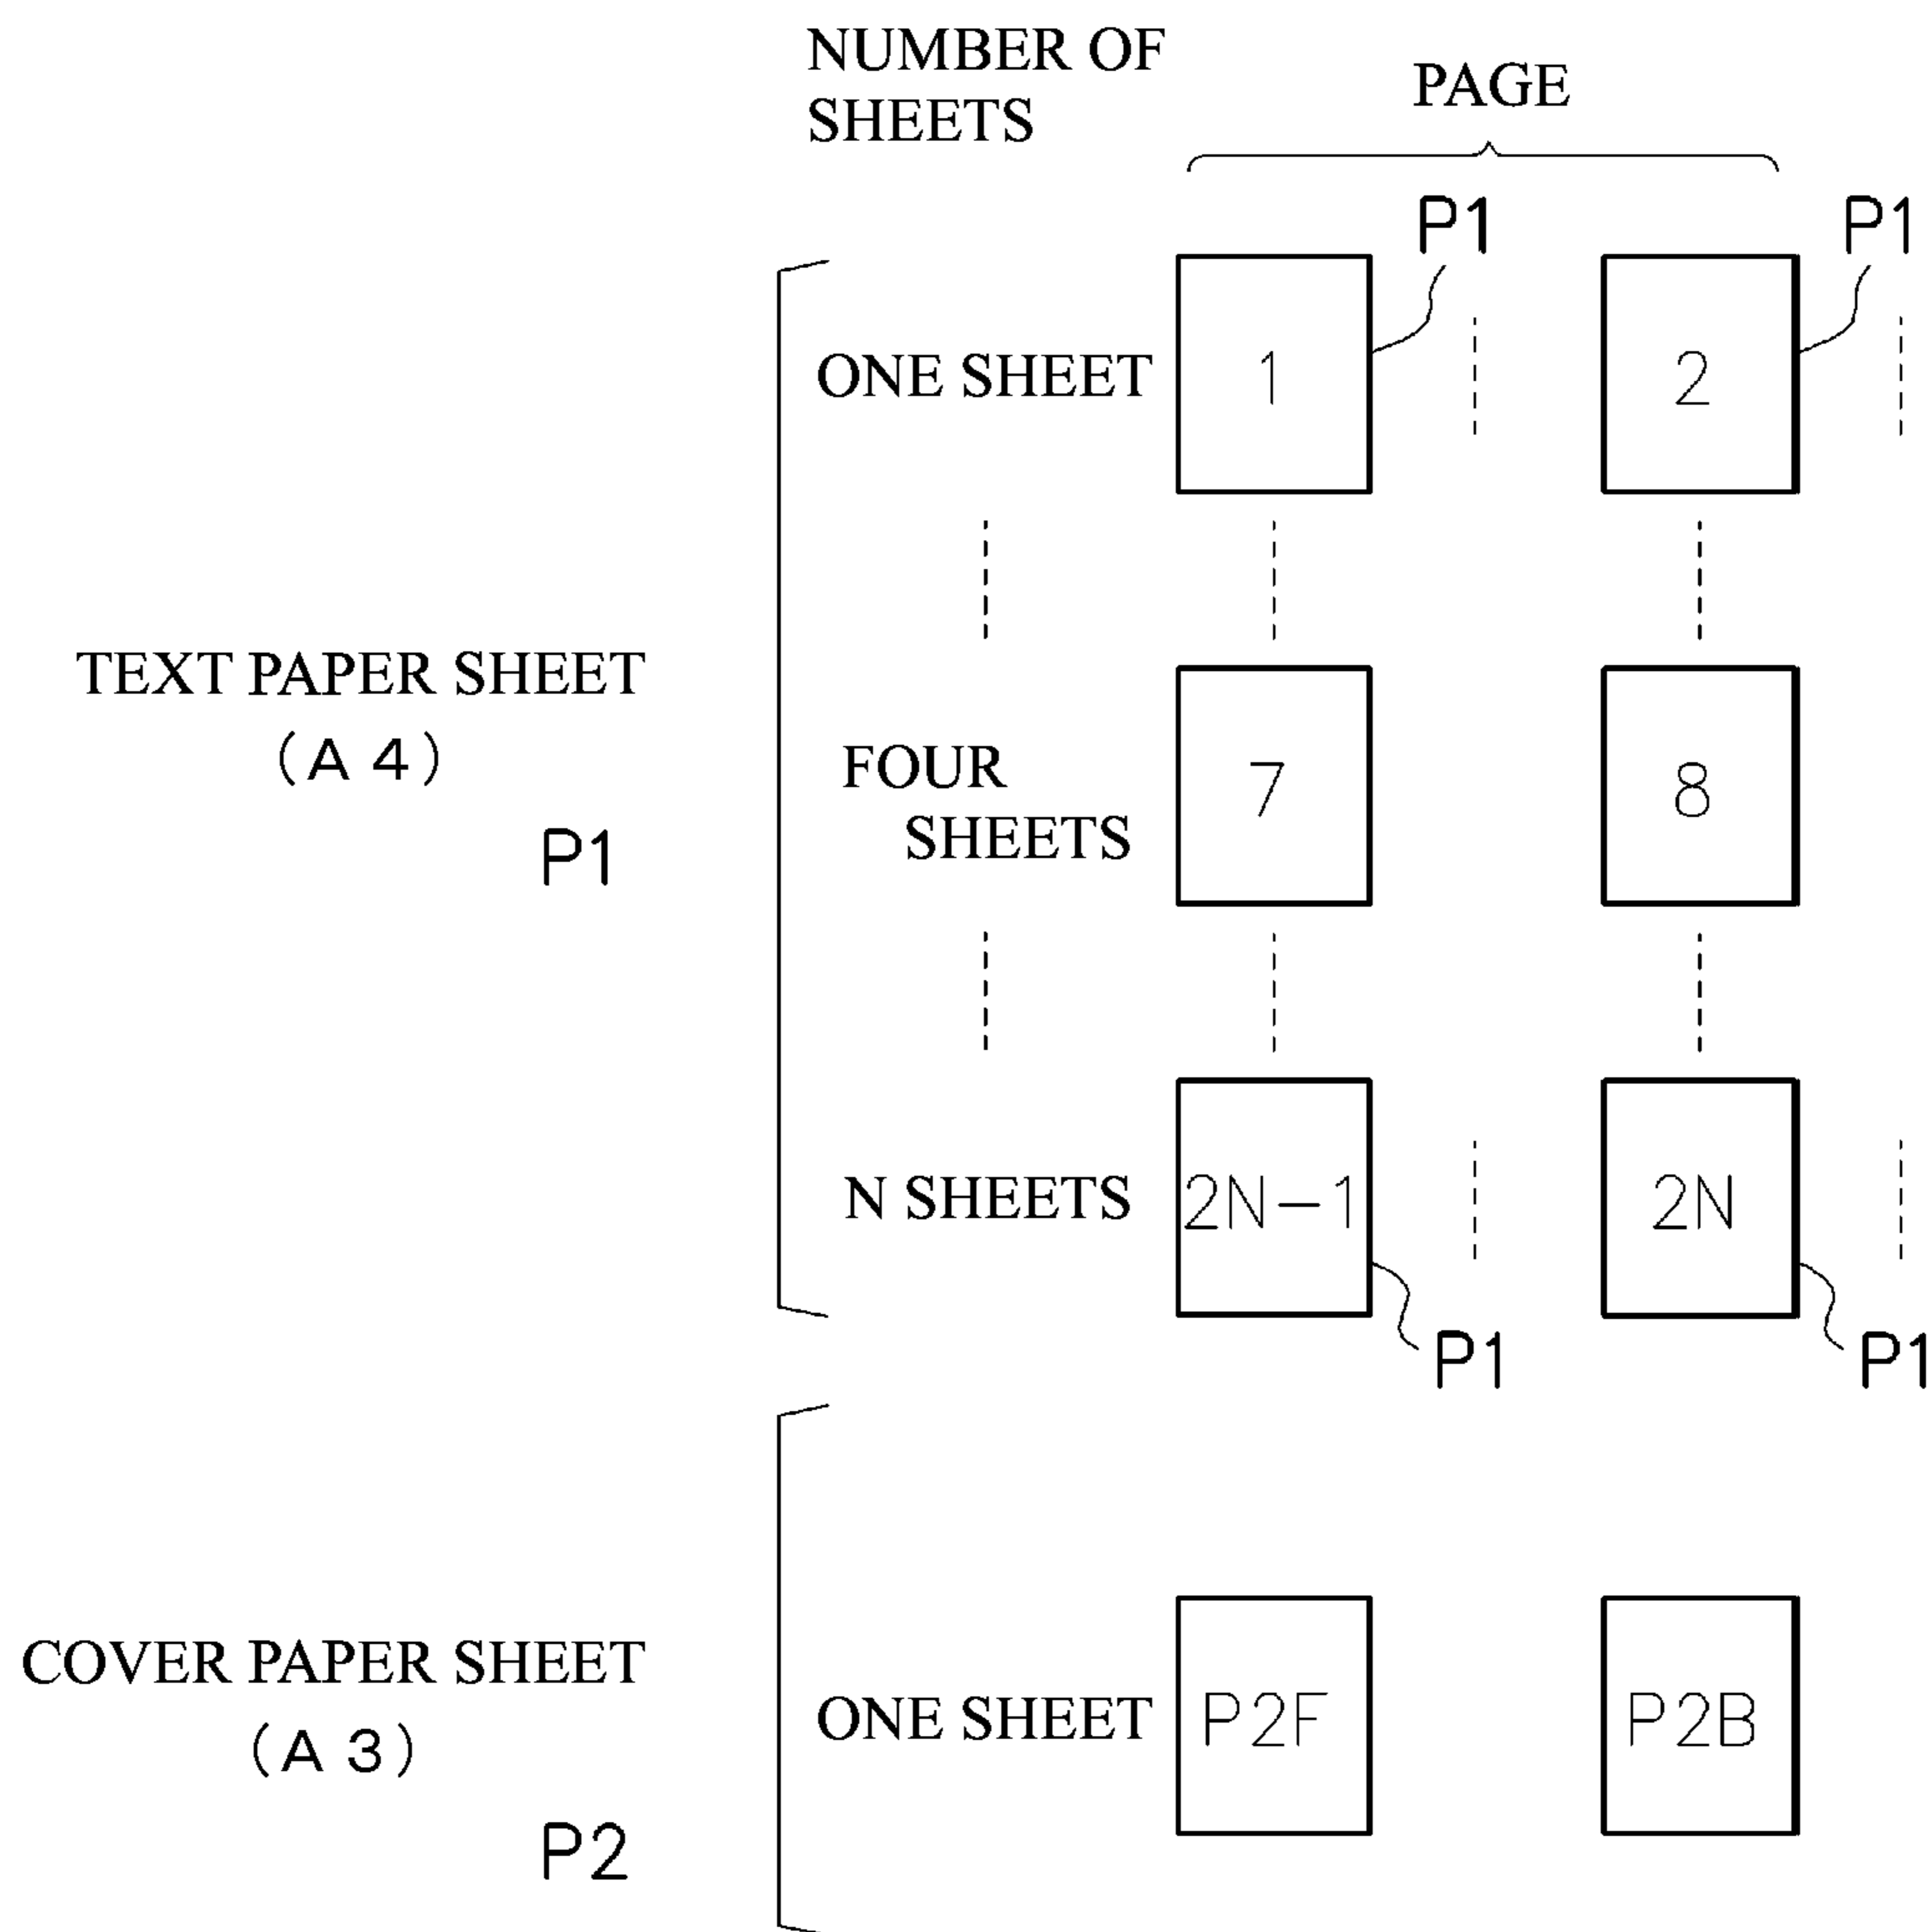 NUMBER OF
SHEETS
PAGE
P1
P1
ONE SHEET
1
2
TEXT PAPER SHEET
(A 4)
P1
FOUR
SHEETS
7
8
N SHEETS
2N-1
2N
P1
P1
COVER PAPER SHEET
(A 3)
P2
ONE SHEET
P2F
P2B